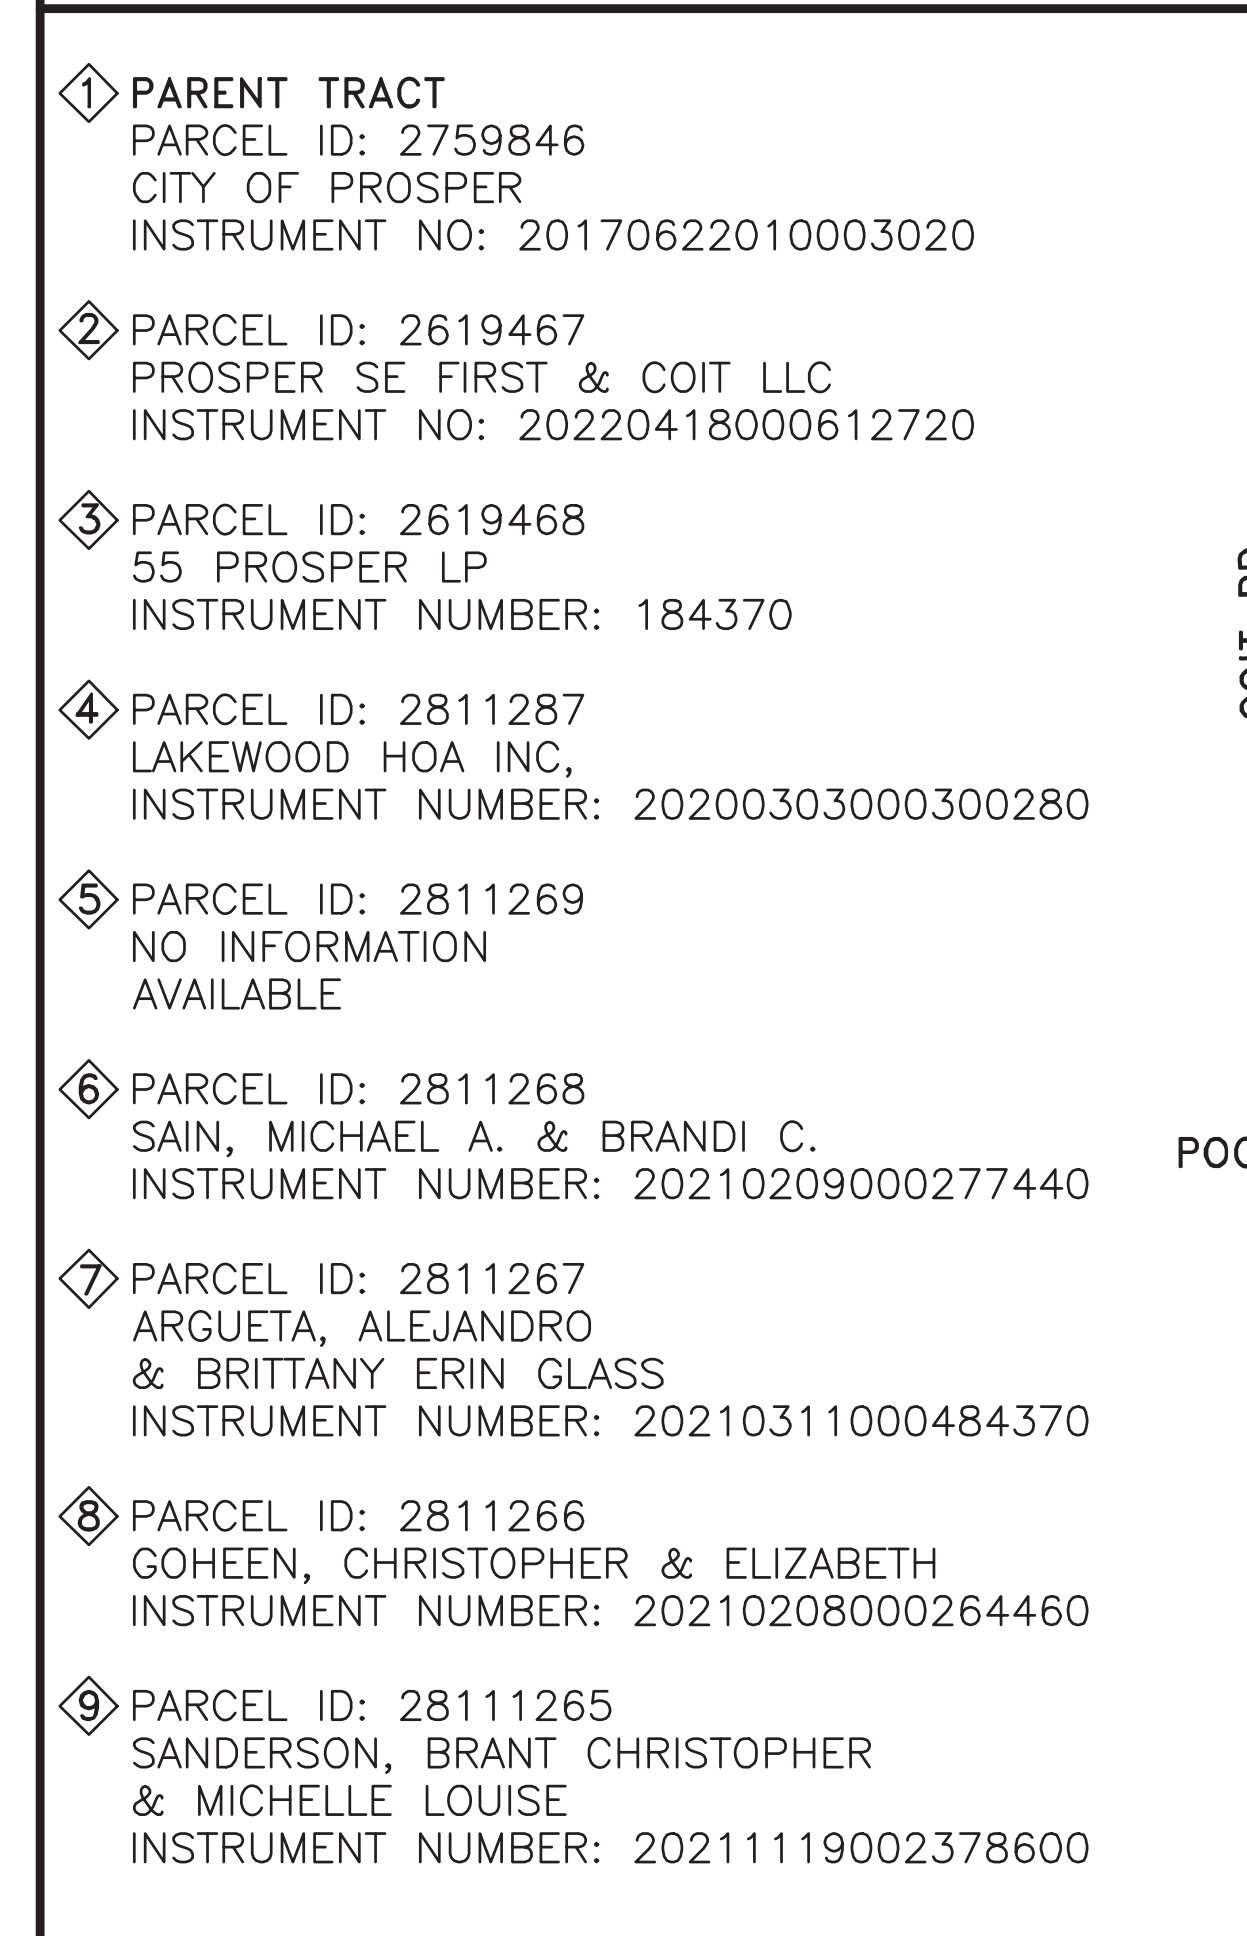 1 PARENT TRACT
PARCEL ID: 2759846
CITY OF PROSPER
INSTRUMENT NO: 20170622010003020
2 PARCEL ID: 2619467
PROSPER SE FIRST & COIT LLC
INSTRUMENT NO: 20220418000612720
3 PARCEL ID: 2619468
55 PROSPER LP
INSTRUMENT NUMBER: 184370
4 PARCEL ID: 2811287
LAKEWOOD HOA INC,
INSTRUMENT NUMBER: 20200303000300280
5 PARCEL ID: 2811269
NO INFORMATION
AVAILABLE
6 PARCEL ID: 2811268
SAIN, MICHAEL A. & BRANDI C.
INSTRUMENT NUMBER: 20210209000277440
7 PARCEL ID: 2811267
ARGUETA, ALEJANDRO
& BRITTANY ERIN GLASS
INSTRUMENT NUMBER: 20210311000484370
8 PARCEL ID: 2811266
GOHEEN, CHRISTOPHER & ELIZABETH
INSTRUMENT NUMBER: 20210208000264460
9 PARCEL ID: 28111265
SANDERSON, BRANT CHRISTOPHER
& MICHELLE LOUISE
INSTRUMENT NUMBER: 20211119002378600